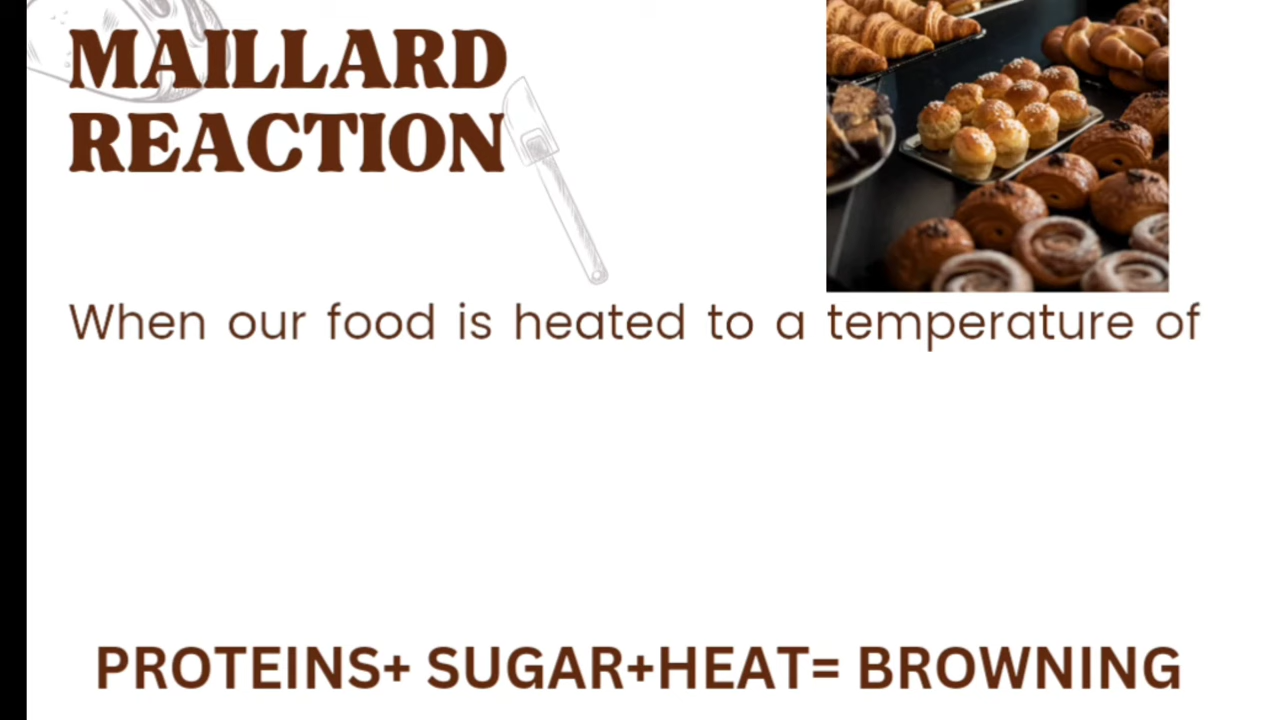 MAILLARD
REACTION
When our food is heated to a temperature of
PROTEINS+ SUGAR+HEAT= BROWNING